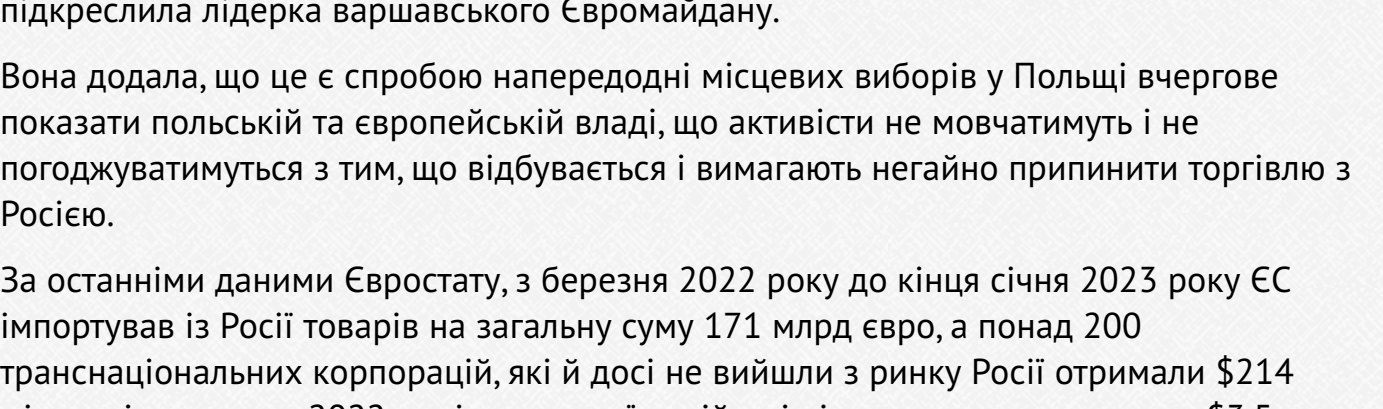 підкреслила лідерка варшавського Євромайдану.
Вона додала, що це є спробою напередодні місцевих виборів у Польщі вчергове
показати польській та європейській владі, що активісти не мовчатимуть і не
погоджуватимуться з тим, що відбувається і вимагають негайно припинити торгівлю з
Росією.
За останніми даними Євростату, з березня 2022 року до кінця січня 2023 року ЄС
імпортував із Росії товарів на загальну суму 171 млрд євро, а понад 200
транснаціональних корпорацій, які й досі не вийшли з ринку Росії отримали $214